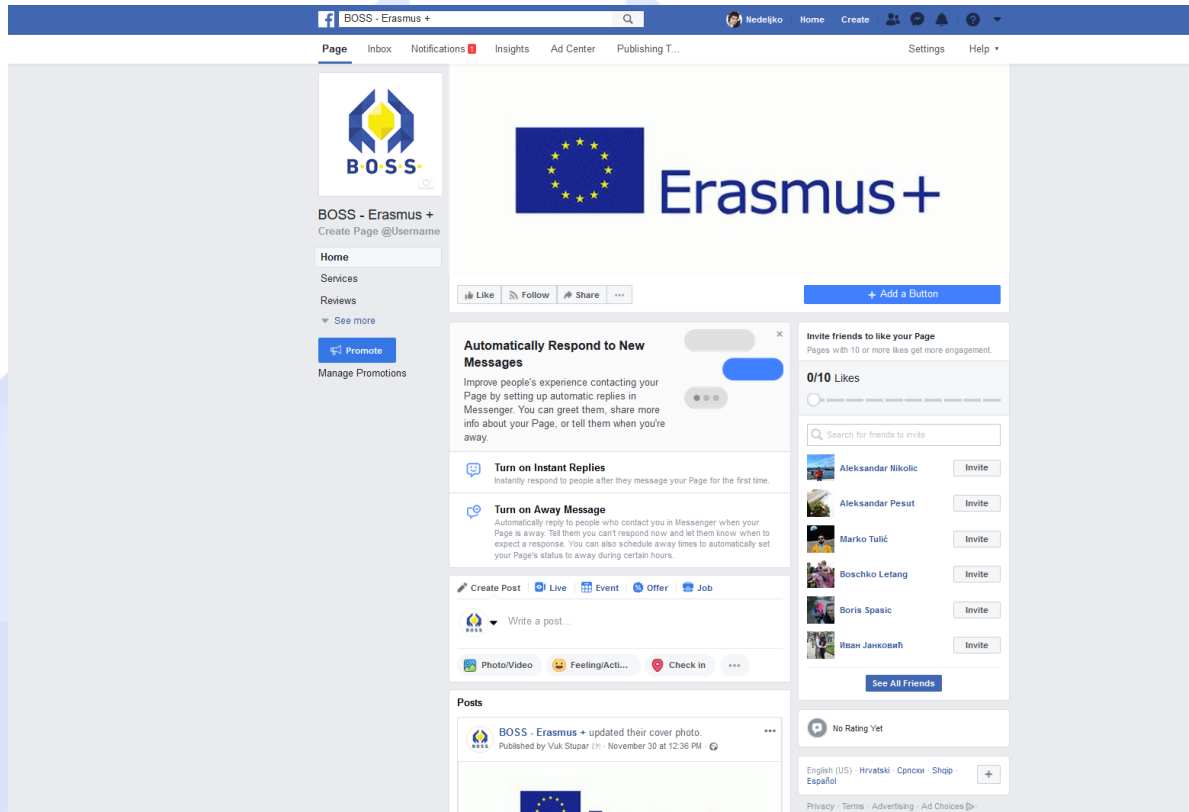 BOSS - Erasmus +
Nedeljko
Home
Create
Page
Inbox
Notifications 1
Insights
Ad Center
Publishing T...
Settings
Help
B·O·S·S·
BOSS - Erasmus +
Create Page @Username
Home
Services
Reviews
See more
Promote
Manage Promotions
Erasmus+
Like
Follow
Share
+ Add a Button
Automatically Respond to New
Messages
Improve people's experience contacting your
Page by setting up automatic replies in
Messenger. You can greet them, share more
info about your Page, or tell them when you're
away.
Turn on Instant Replies
Instantly respond to people after they message your Page for the first time.
Turn on Away Message
Automatically reply to people who contact you in Messenger when your
Page is away. Tell them you can't respond now and let them know when to
expect a response. You can also schedule away times to automatically set
your Page's status to away during certain hours.
Create Post
Live
Event
Offer
Job
BOSS
Write a post...
Photo/Video
Feeling/Acti...
Check in
Posts
BOSS
BOSS - Erasmus + updated their cover photo.
Published by Vuk Stupar [?] · November 30 at 12:36 PM ·
Invite friends to like your Page
Pages with 10 or more likes get more engagement.
0/10 Likes
Search for friends to invite
Aleksandar Nikolic
Invite
Aleksandar Pesut
Invite
Marko Tulić
Invite
Boschko Letang
Invite
Boris Spasic
Invite
Иван Јанковић
Invite
See All Friends
No Rating Yet
English (US) · Hrvatski · Српски · Shqip ·
Español
+
Privacy · Terms · Advertising · Ad Choices ·